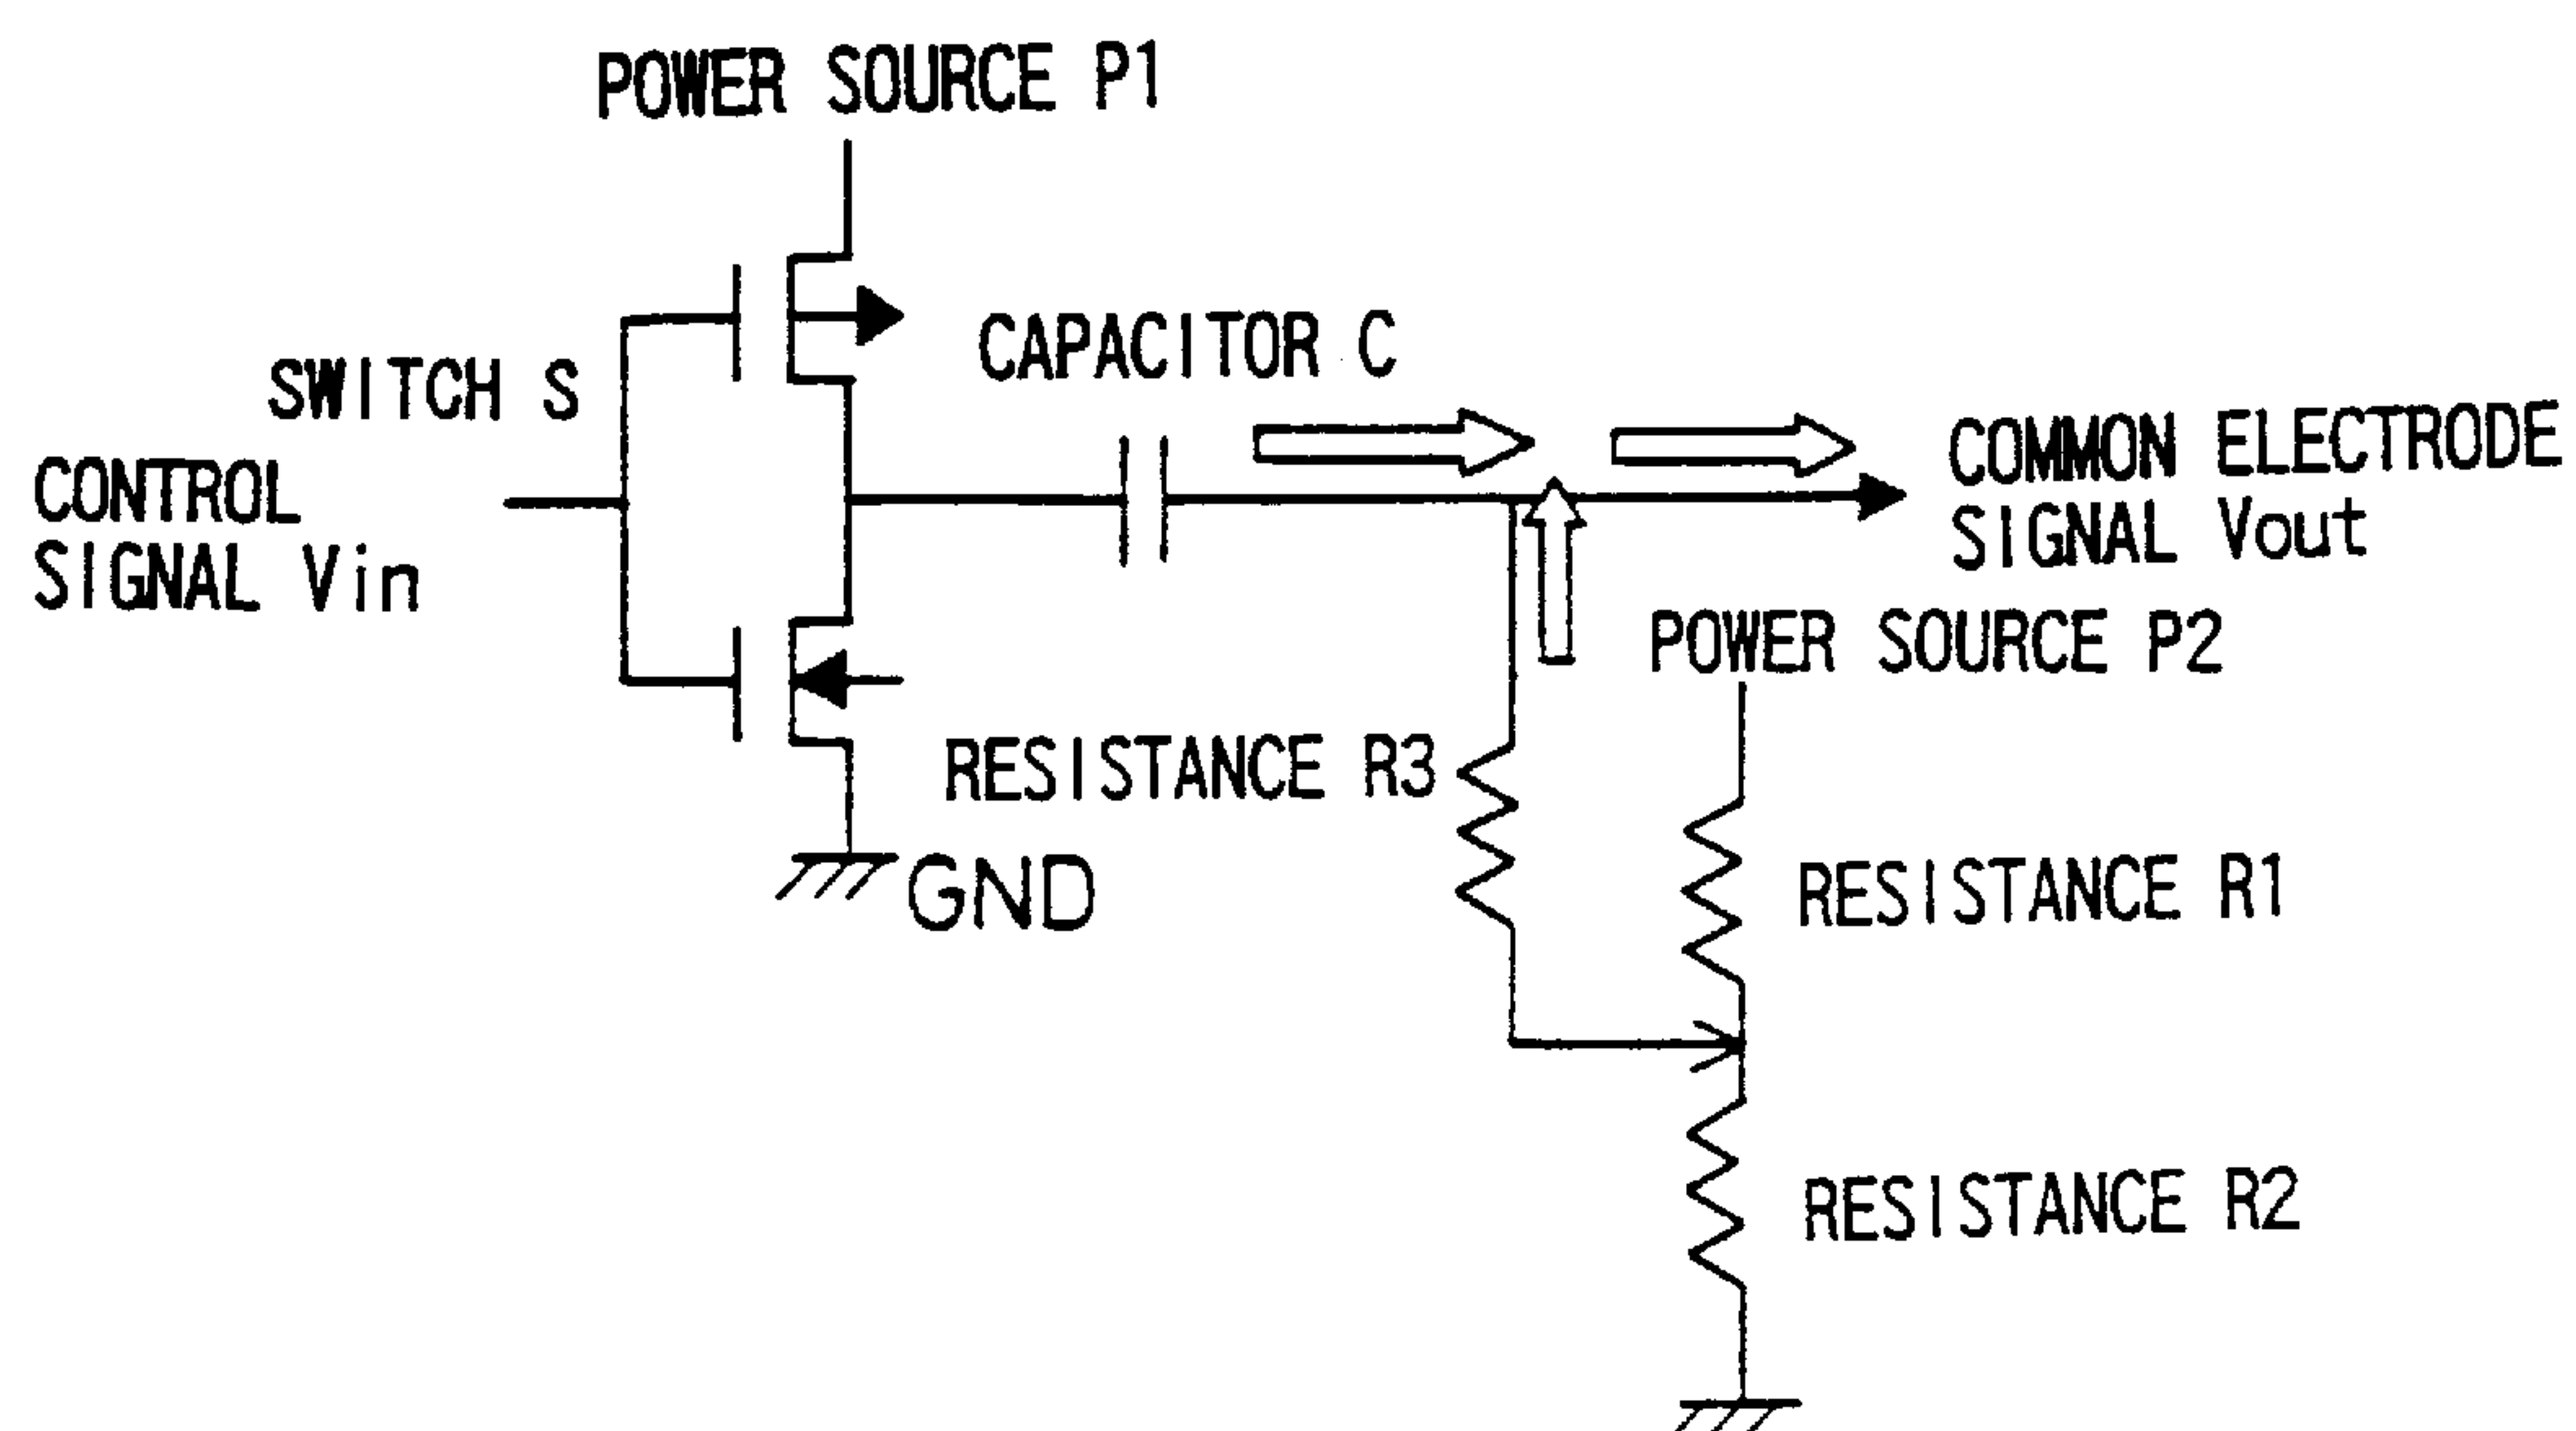 POWER SOURCE P1
SWITCH S
CAPACITOR C
CONTROL
SIGNAL Vin
COMMON ELECTRODE
SIGNAL Vout
POWER SOURCE P2
RESISTANCE R3
GND
RESISTANCE R1
RESISTANCE R2